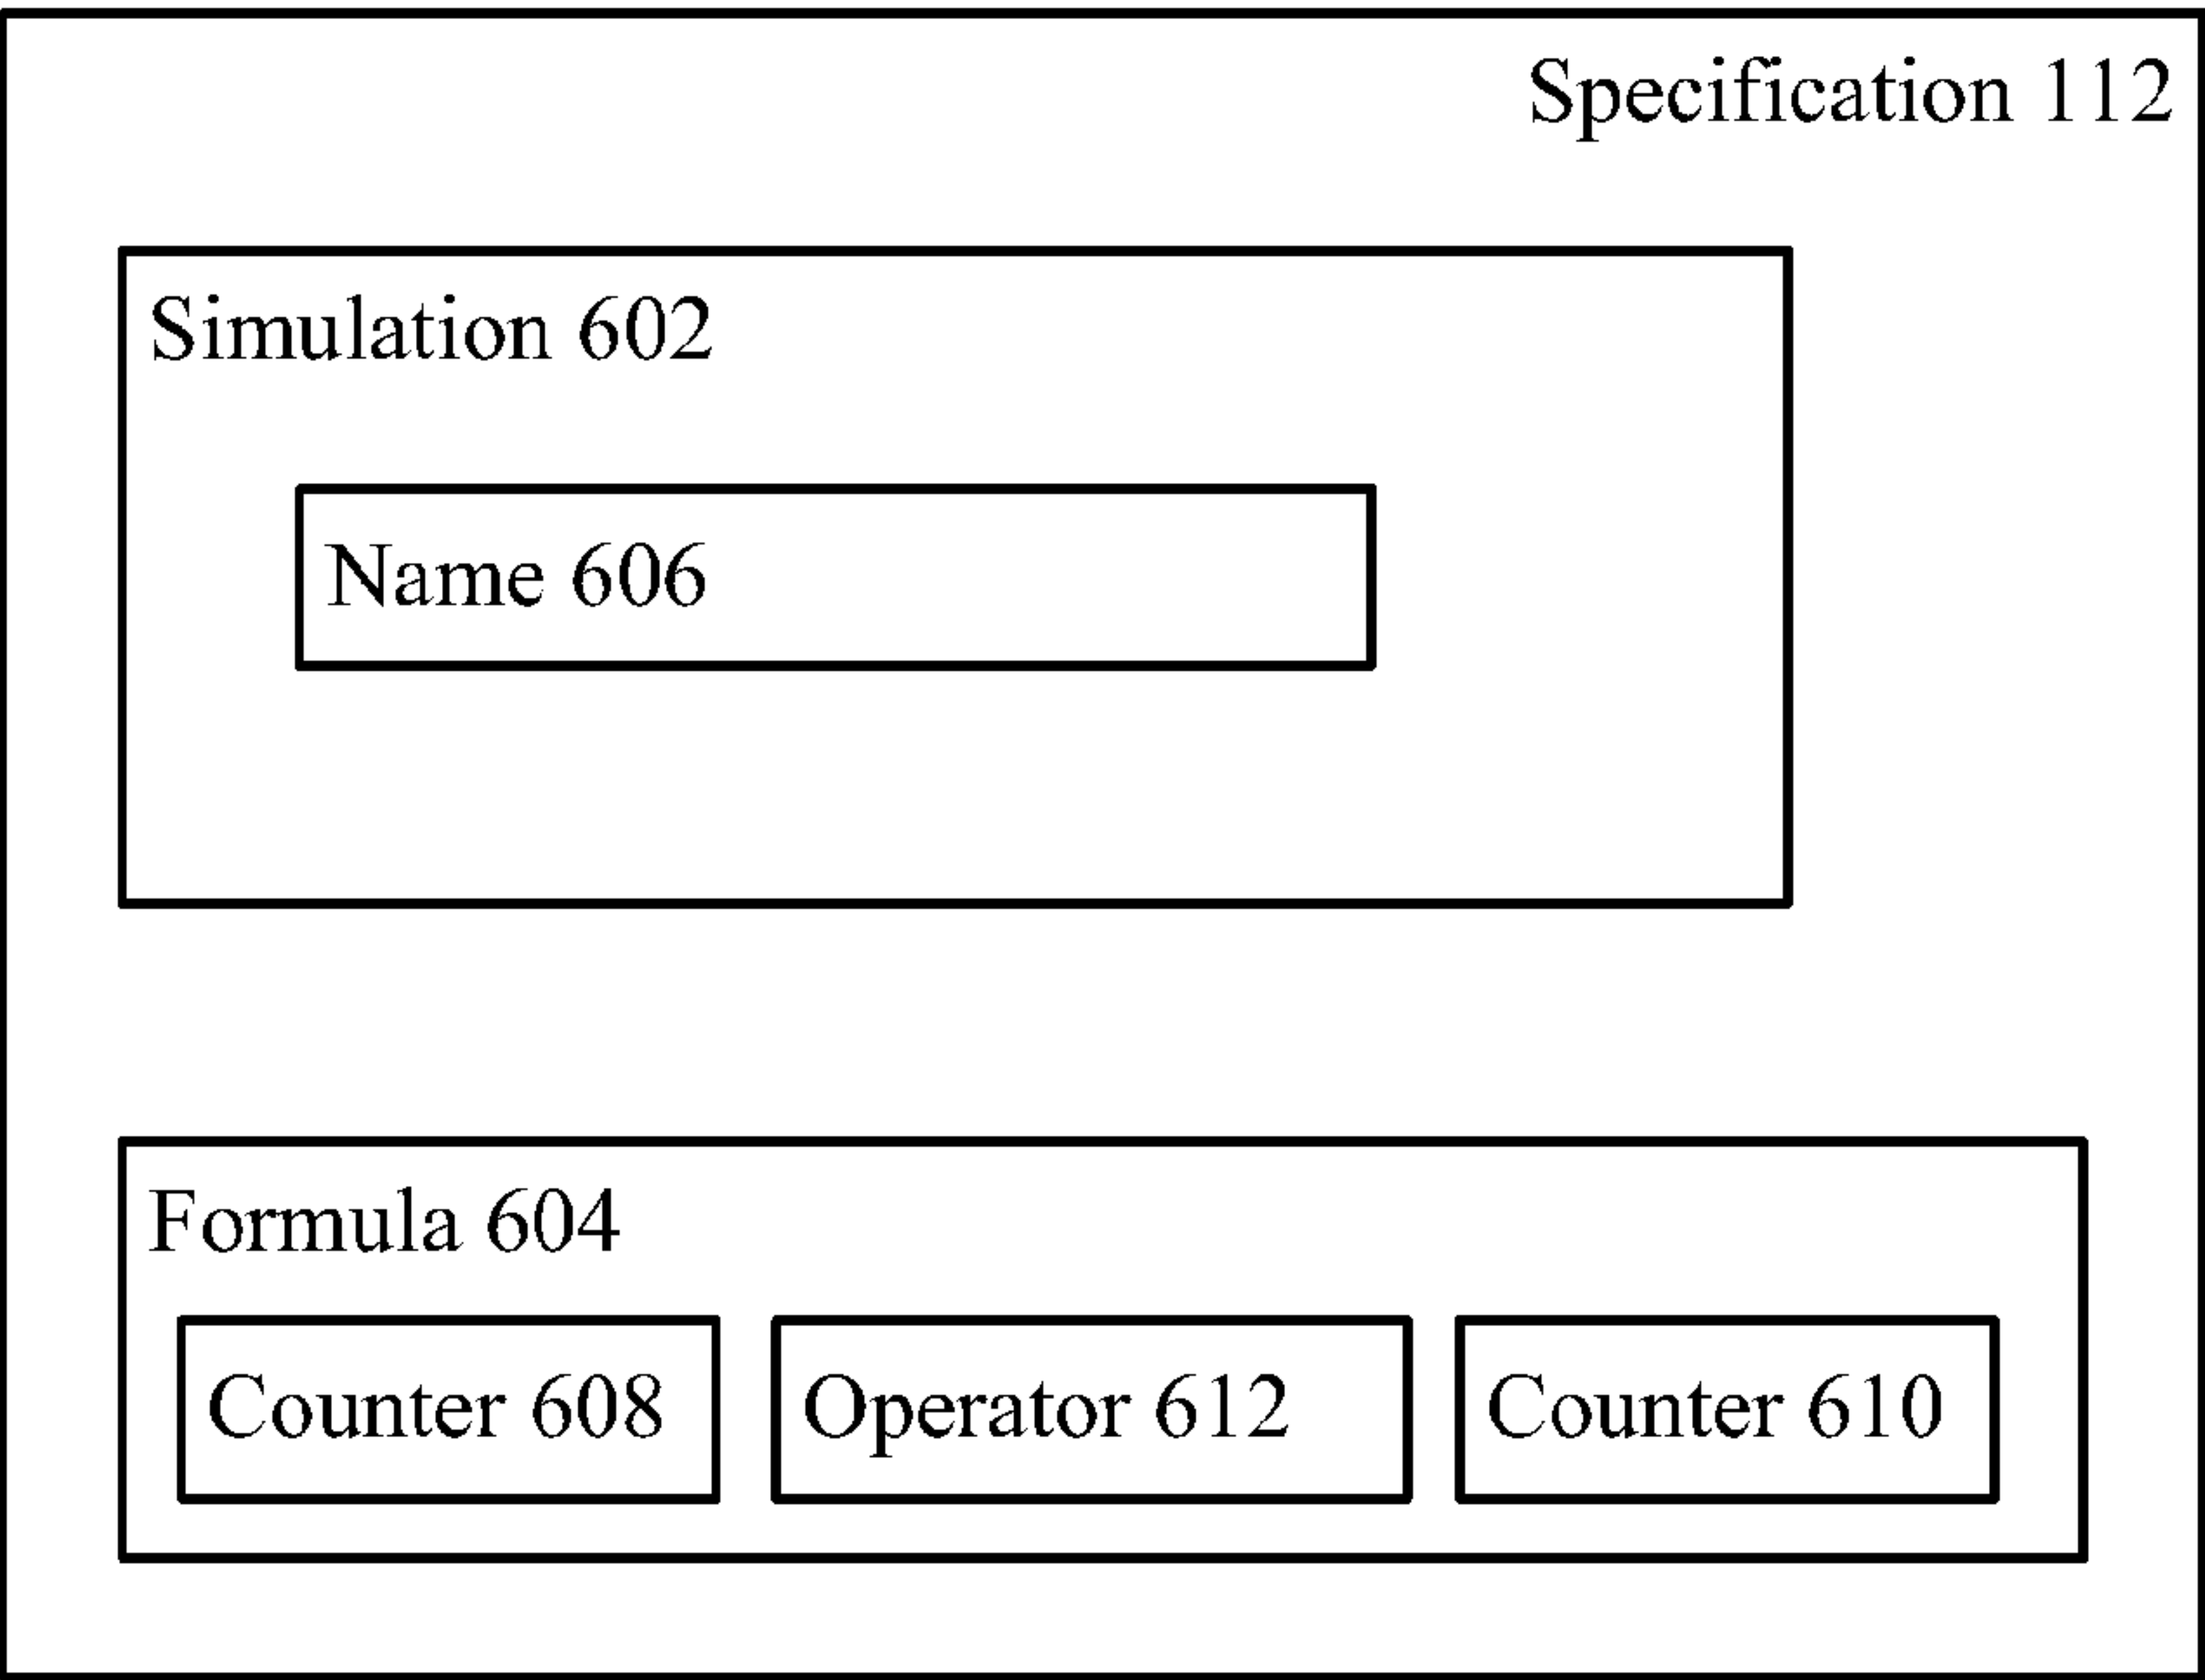 Specification 112
Simulation 602
Name 606
Formula 604
Counter 608 Operator 612 Counter 610